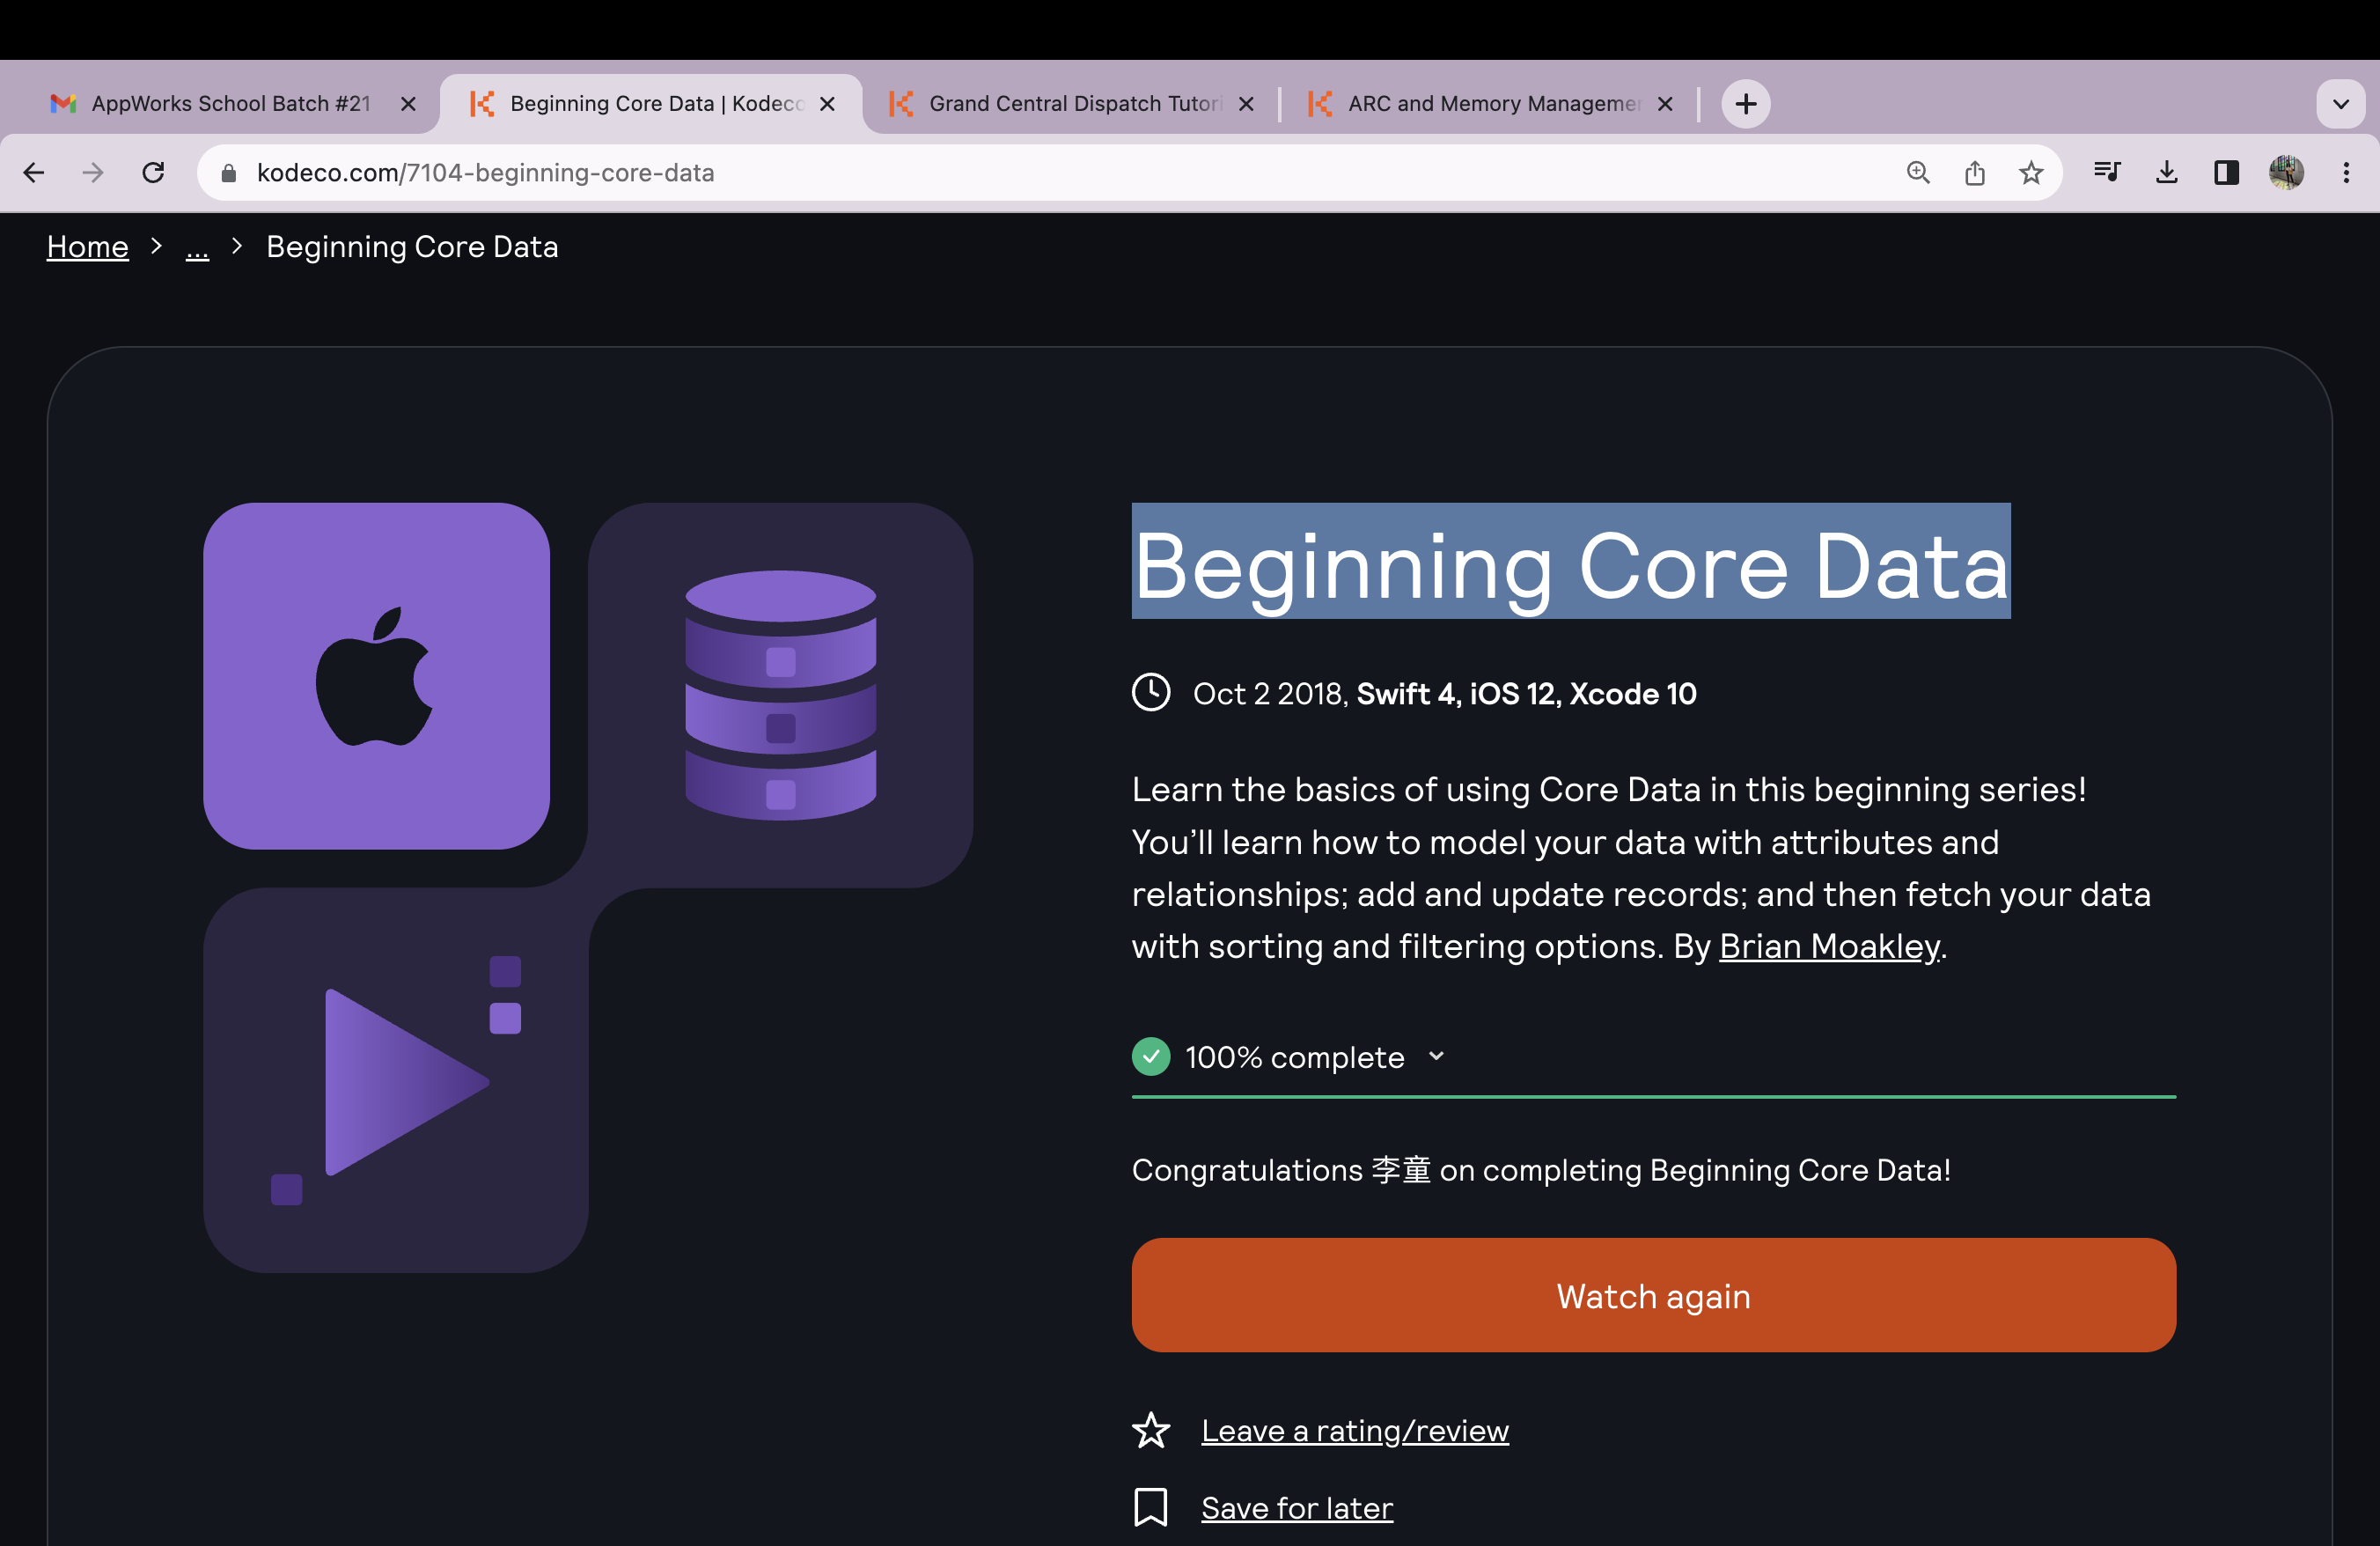 AppWorks School Batch #21
Beginning Core Data | Kodeco
Grand Central Dispatch Tutori
ARC and Memory Managemer
kodeco.com/7104-beginning-core-data
Home > ... > Beginning Core Data
Beginning Core Data
Oct 2 2018, Swift 4, iOS 12, Xcode 10
Learn the basics of using Core Data in this beginning series!
You’ll learn how to model your data with attributes and
relationships; add and update records; and then fetch your data
with sorting and filtering options. By Brian Moakley.
100% complete
Congratulations 李童 on completing Beginning Core Data!
Watch again
Leave a rating/review
Save for later